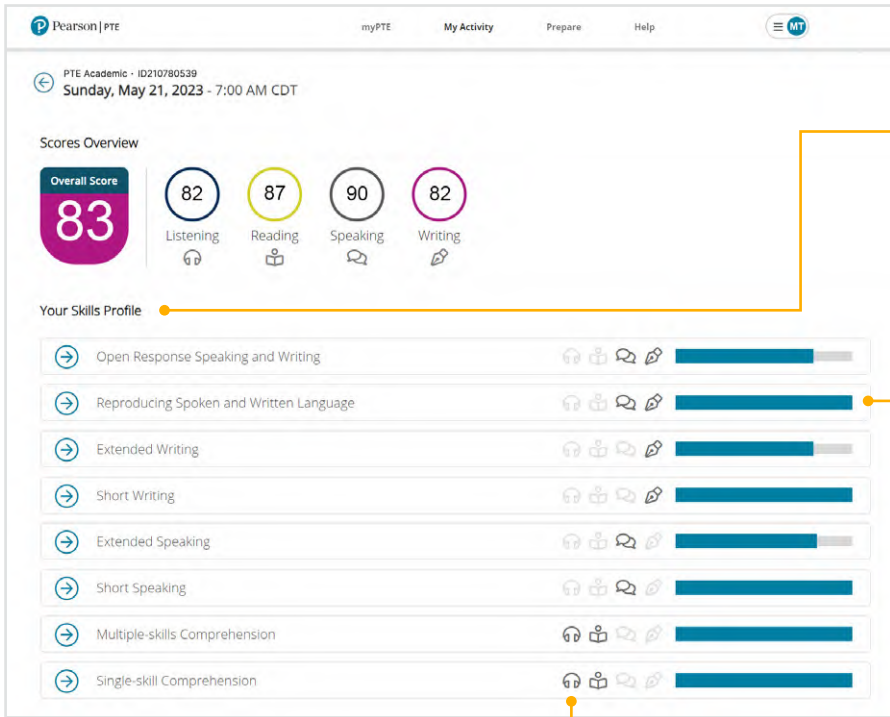 Pearson | PTE
myPTE
My Activity
Prepare
Help
MT
PTE Academic · ID210780539
Sunday, May 21, 2023 - 7:00 AM CDT
Scores Overview
Overall Score
83
82
Listening
87
Reading
90
Speaking
82
Writing
Your Skills Profile
Open Response Speaking and Writing
Reproducing Spoken and Written Language
Extended Writing
Short Writing
Extended Speaking
Short Speaking
Multiple-skills Comprehension
Single-skill Comprehension